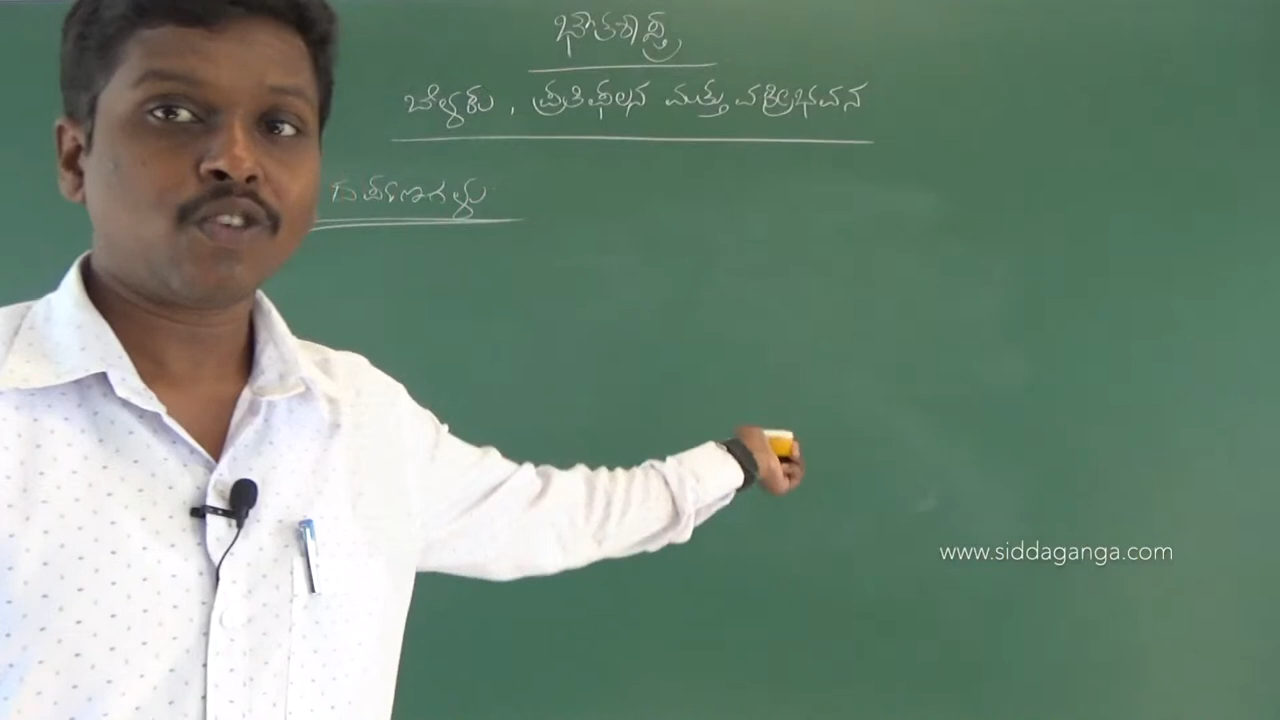 ಭೌತಶಾಸ್ತ್ರ
ಬೆಳಕು , ಪ್ರತಿಫಲನ ಮತ್ತು ವಕ್ರೀಭವನ
ದರ್ಪಣಗಳು
www.siddaganga.com